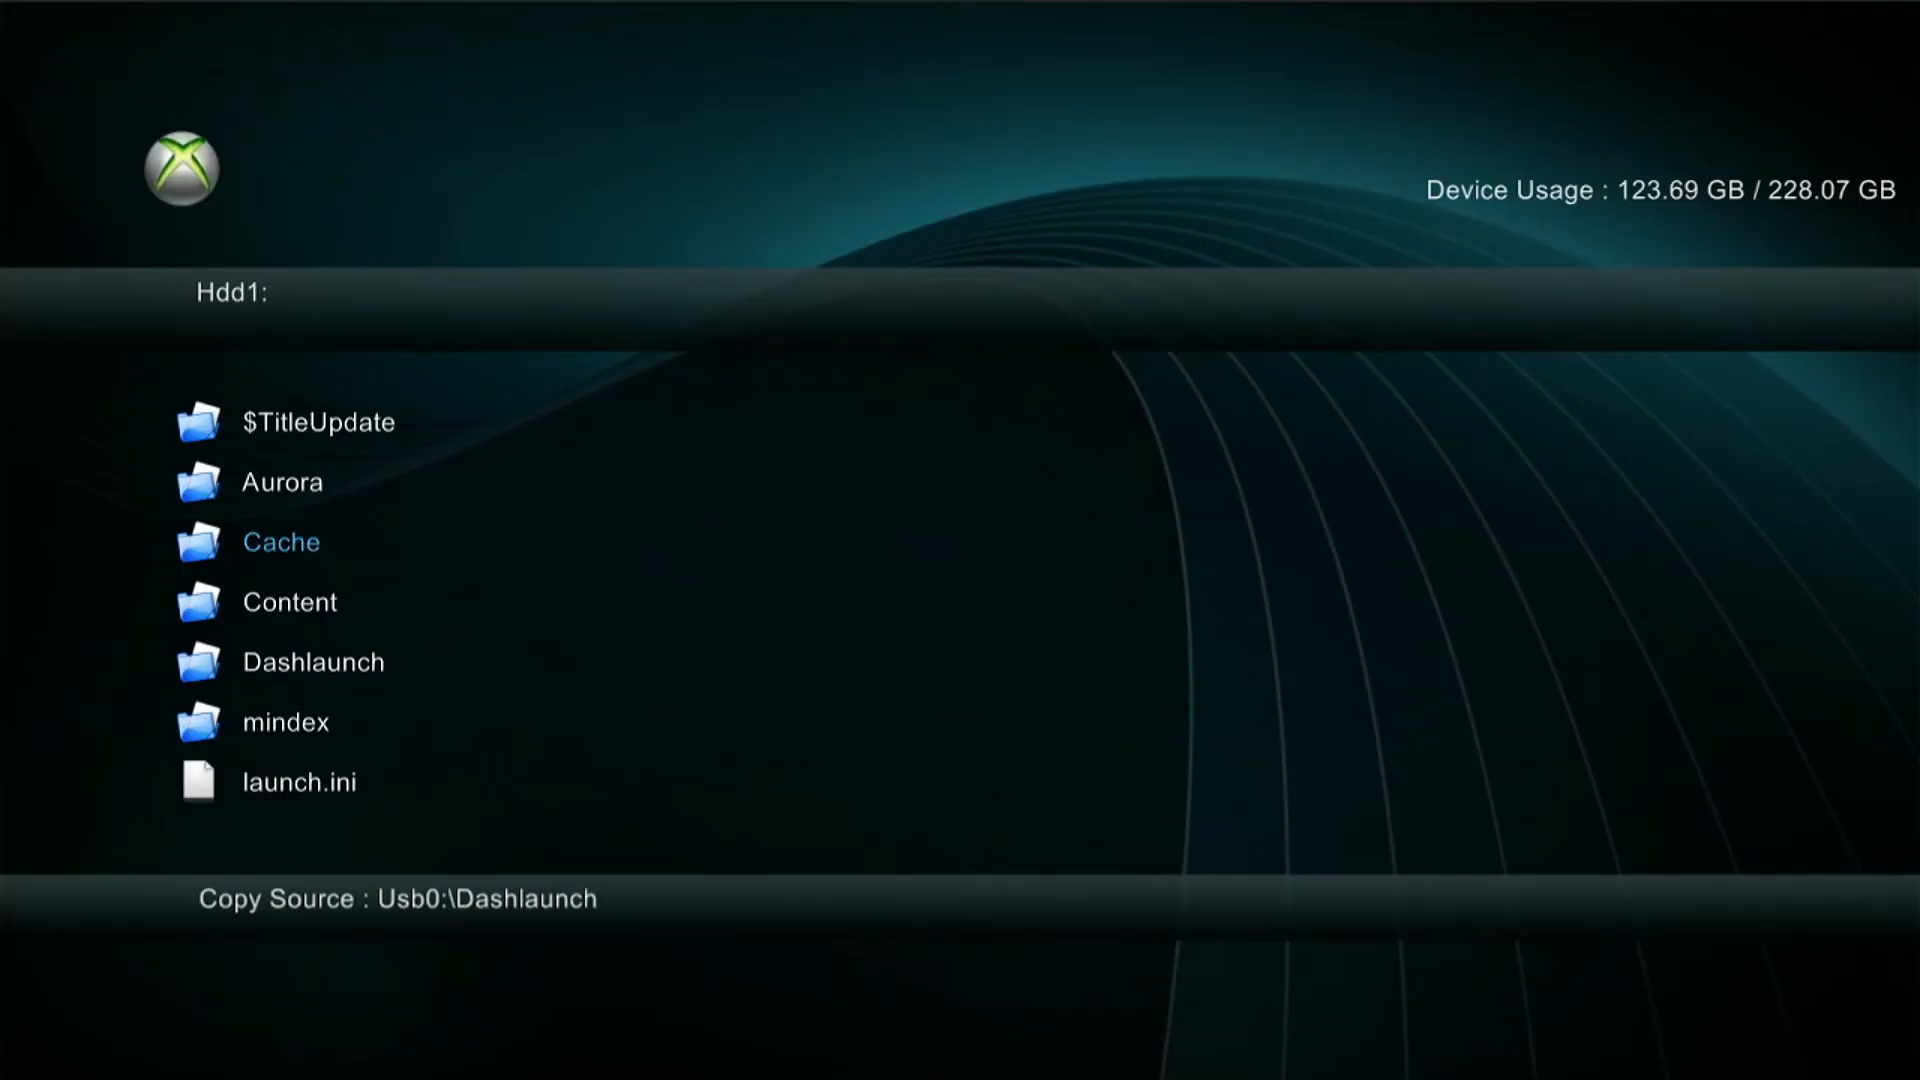 Device Usage : 123.69 GB / 228.07 GB
Hdd1:
$TitleUpdate
Aurora
Cache
Content
Dashlaunch
mindex
launch.ini
Copy Source : Usb0:\Dashlaunch